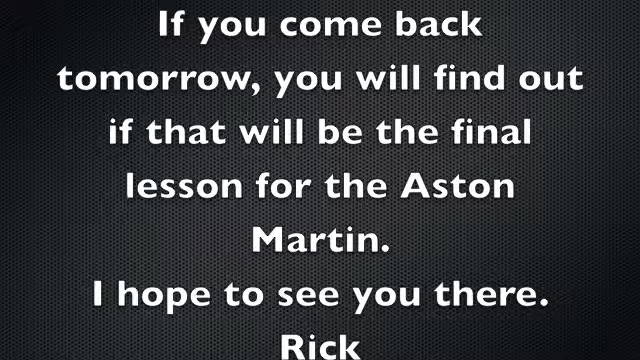 If you come back
tomorrow, you will find out
if that will be the final
lesson for the Aston
Martin.
I hope to see you there.
Rick